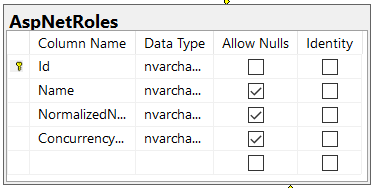 AspNetRoles
Column Name Data Type Allow Nulls Identity
Id nvarcha...
Name nvarcha...
NormalizedN... nvarcha...
Concurrency... nvarcha...